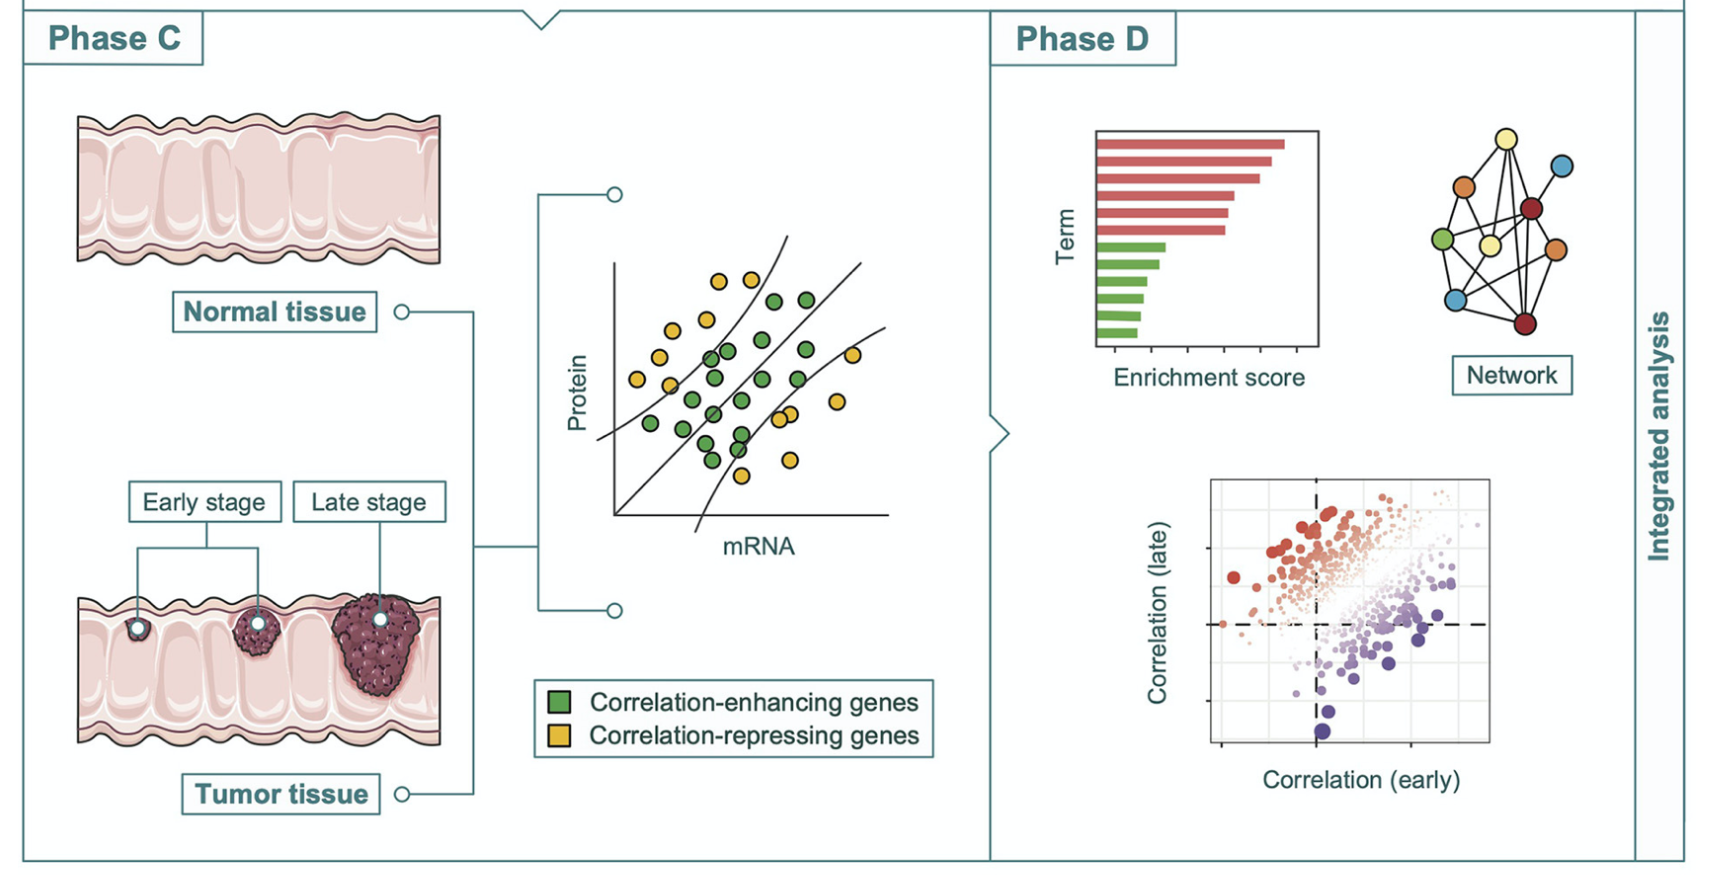 Phase C
Normal tissue
Early stage
Late stage
Tumor tissue
Protein
mRNA
Correlation-enhancing genes
Correlation-repressing genes
Phase D
Term
Enrichment score
Network
Correlation (late)
Correlation (early)
Integrated analysis